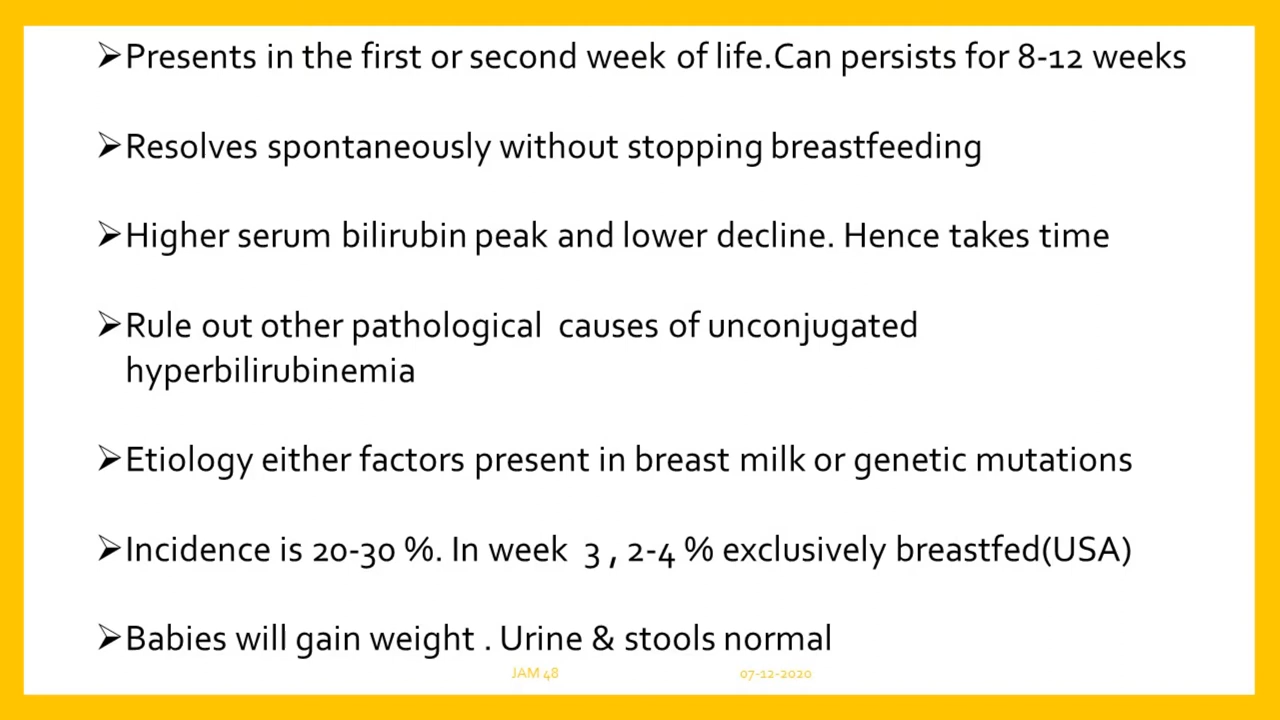 ➢Presents in the first or second week of life.Can persists for 8-12 weeks
➢Resolves spontaneously without stopping breastfeeding
➢Higher serum bilirubin peak and lower decline. Hence takes time
➢Rule out other pathological causes of unconjugated
hyperbilirubinemia
➢Etiology either factors present in breast milk or genetic mutations
➢Incidence is 20-30 %. In week 3 , 2-4 % exclusively breastfed(USA)
➢Babies will gain weight . Urine & stools normal
JAM 48 07-12-2020